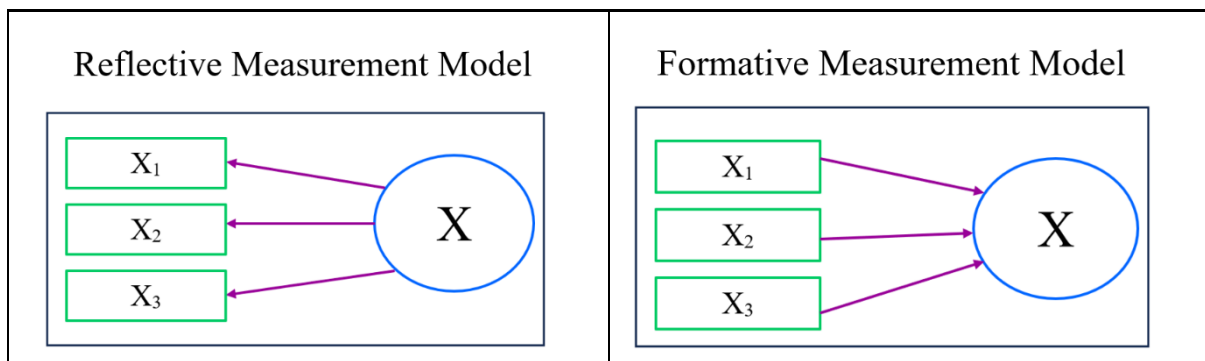 Reflective Measurement Model
X₁
X₂
X₃
X
Formative Measurement Model
X₁
X₂
X₃
X